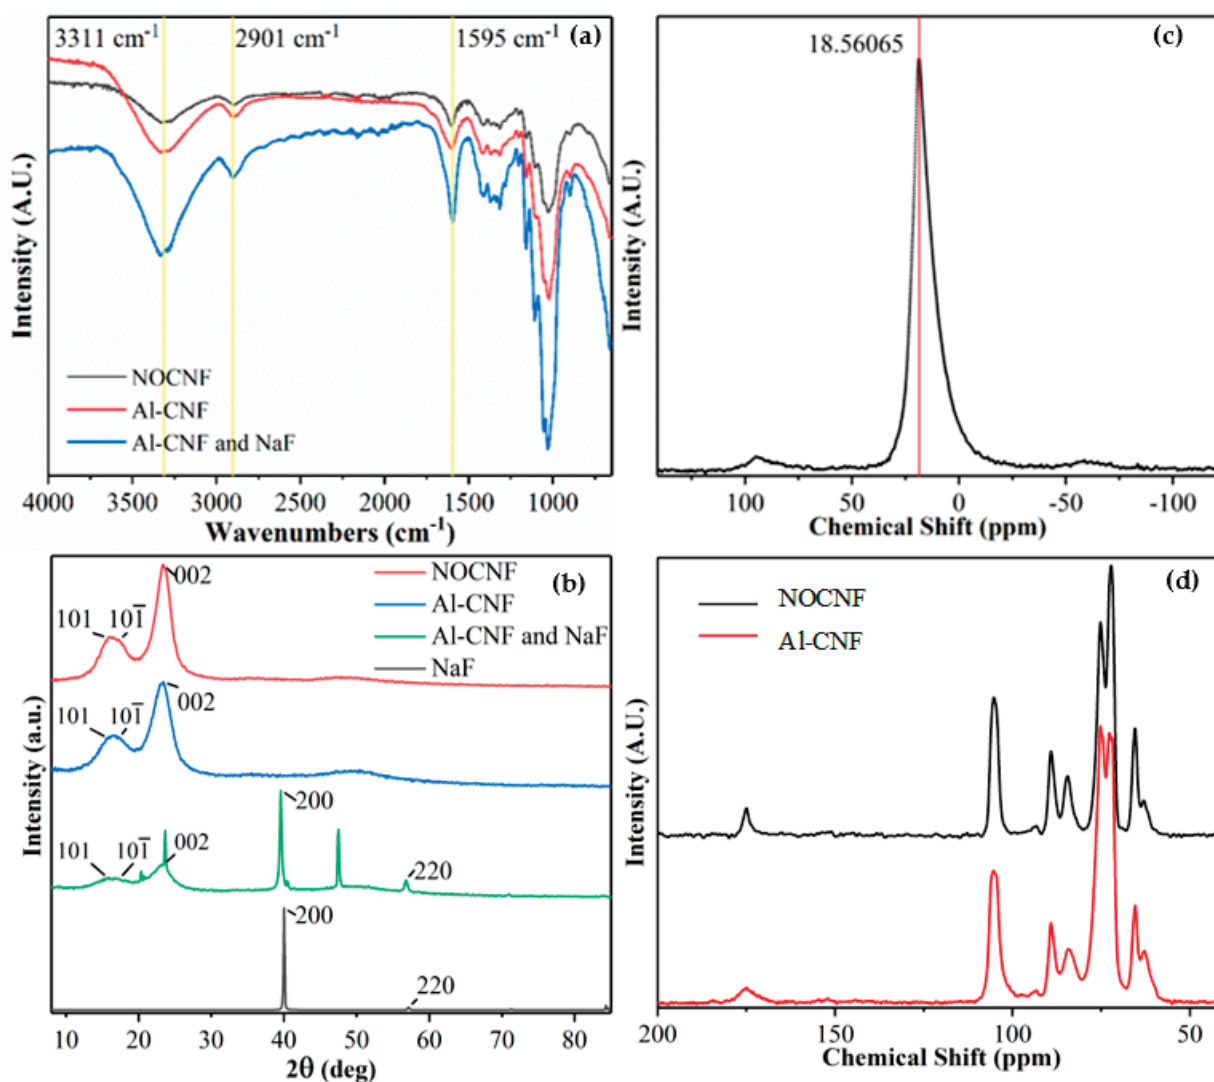 3311 cm⁻¹
2901 cm⁻¹
1595 cm⁻¹
(a)
Intensity (A.U.)
NOCNF
Al-CNF
Al-CNF and NaF
4000 3500 3000 2500 2000 1500 1000
Wavenumbers (cm⁻¹)
18.56065
(c)
Intensity (A.U.)
100 50 0 -50 -100
Chemical Shift (ppm)
(b)
002
101 101̅
NOCNF
Al-CNF
Al-CNF and NaF
NaF
002
101 101̅
200
101 101̅ 002
220
200
220
Intensity (a.u.)
10 20 30 40 50 60 70 80
2θ (deg)
(d)
NOCNF
Al-CNF
Intensity (A.U.)
200 150 100 50
Chemical Shift (ppm)